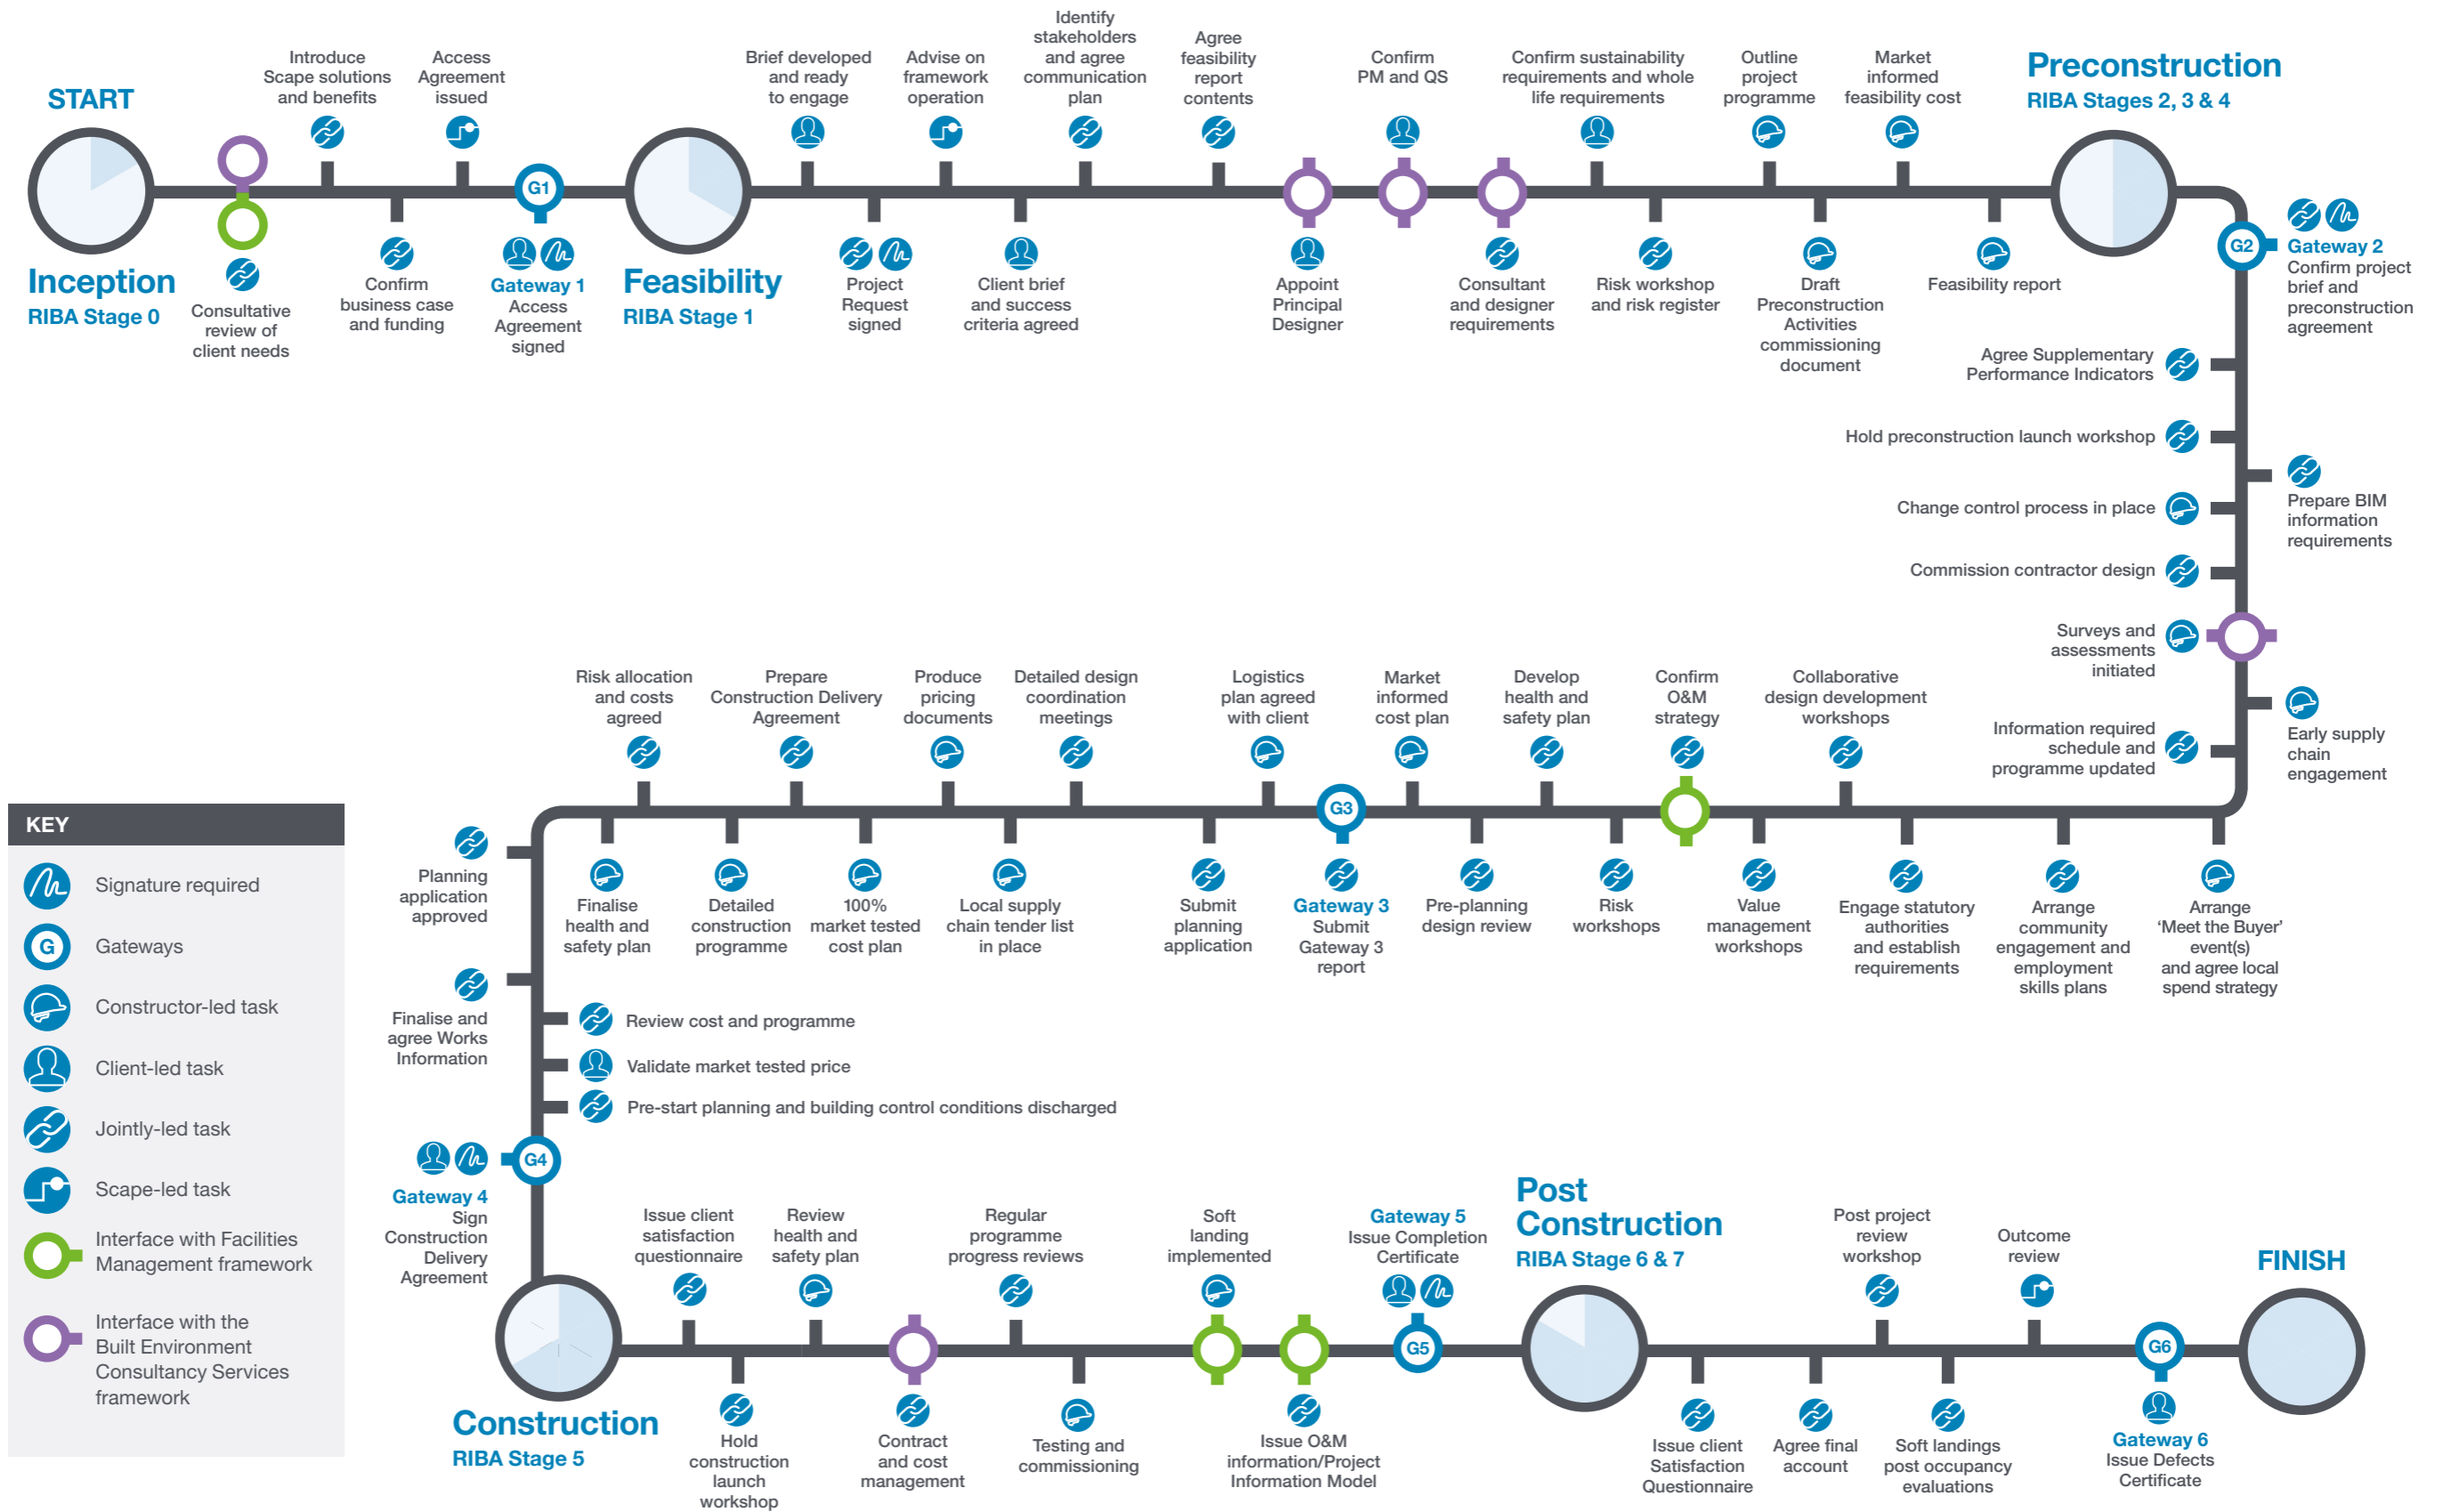 START
Inception
RIBA Stage 0
Consultative
review of
client needs
Introduce
Scape solutions
and benefits
Confirm
business case
and funding
Access
Agreement
issued
G1
Gateway 1
Access
Agreement
signed
Feasibility
RIBA Stage 1
Brief developed
and ready
to engage
Project
Request
signed
Advise on
framework
operation
Client brief
and success
criteria agreed
Identify
stakeholders
and agree
communication
plan
Agree
feasibility
report
contents
Appoint
Principal
Designer
Confirm
PM and QS
Consultant
and designer
requirements
Confirm sustainability
requirements and whole
life requirements
Risk workshop
and risk register
Outline
project
programme
Draft
Preconstruction
Activities
commissioning
document
Market
informed
feasibility cost
Feasibility report
Preconstruction
RIBA Stages 2, 3 & 4
G2
Gateway 2
Confirm project
brief and
preconstruction
agreement
Agree Supplementary
Performance Indicators
Hold preconstruction launch workshop
Prepare BIM
information
requirements
Change control process in place
Commission contractor design
Surveys and
assessments
initiated
Early supply
chain
engagement
Information required
schedule and
programme updated
Arrange
‘Meet the Buyer’
event(s)
and agree local
spend strategy
Arrange
community
engagement and
employment
skills plans
Engage statutory
authorities
and establish
requirements
Collaborative
design development
workshops
Value
management
workshops
Confirm
O&M
strategy
Risk
workshops
Develop
health and
safety plan
Pre-planning
design review
Market
informed
cost plan
G3
Gateway 3
Submit
Gateway 3
report
Logistics
plan agreed
with client
Submit
planning
application
Detailed design
coordination
meetings
Local supply
chain tender list
in place
Produce
pricing
documents
100%
market tested
cost plan
Prepare
Construction Delivery
Agreement
Detailed
construction
programme
Risk allocation
and costs
agreed
Finalise
health and
safety plan
Planning
application
approved
Finalise and
agree Works
Information
Review cost and programme
Validate market tested price
Pre-start planning and building control conditions discharged
G4
Gateway 4
Sign
Construction
Delivery
Agreement
Construction
RIBA Stage 5
Issue client
satisfaction
questionnaire
Hold
construction
launch
workshop
Review
health and
safety plan
Contract
and cost
management
Regular
programme
progress reviews
Testing and
commissioning
Soft
landing
implemented
Issue O&M
information/Project
Information Model
Gateway 5
Issue Completion
Certificate
G5
Post
Construction
RIBA Stage 6 & 7
Issue client
Satisfaction
Questionnaire
Agree final
account
Post project
review
workshop
Soft landings
post occupancy
evaluations
Outcome
review
G6
Gateway 6
Issue Defects
Certificate
FINISH
KEY
Signature required
G
Gateways
Constructor-led task
Client-led task
Jointly-led task
Scape-led task
Interface with Facilities
Management framework
Interface with the
Built Environment
Consultancy Services
framework